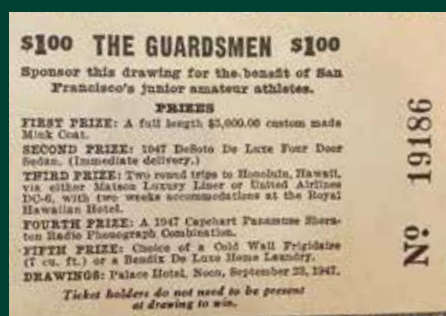 $1.00 THE GUARDSMEN $1.00
Sponsor this drawing for the benefit of San
Francisco's junior amateur athletes.
PRIZES
FIRST PRIZE: A full length $5,000.00 custom made
Mink Coat.
SECOND PRIZE: 1947 DeSoto De Luxe Four Door
Sedan. (Immediate delivery.)
THIRD PRIZE: Two round trips to Honolulu, Hawaii,
via either Matson Luxury Liner or United Airlines
DC-6, with two weeks accommodations at the Royal
Hawaiian Hotel.
FOURTH PRIZE: A 1947 Capehart Panamuse Shera-
ton Radio Phonograph Combination.
FIFTH PRIZE: Choice of a Cold Wall Frigidaire
(7 cu. ft.) or a Bendix De Luxe Home Laundry.
DRAWINGS: Palace Hotel, Noon, September 23, 1947.
Ticket holders do not need to be present
at drawing to win.
Nº 19186